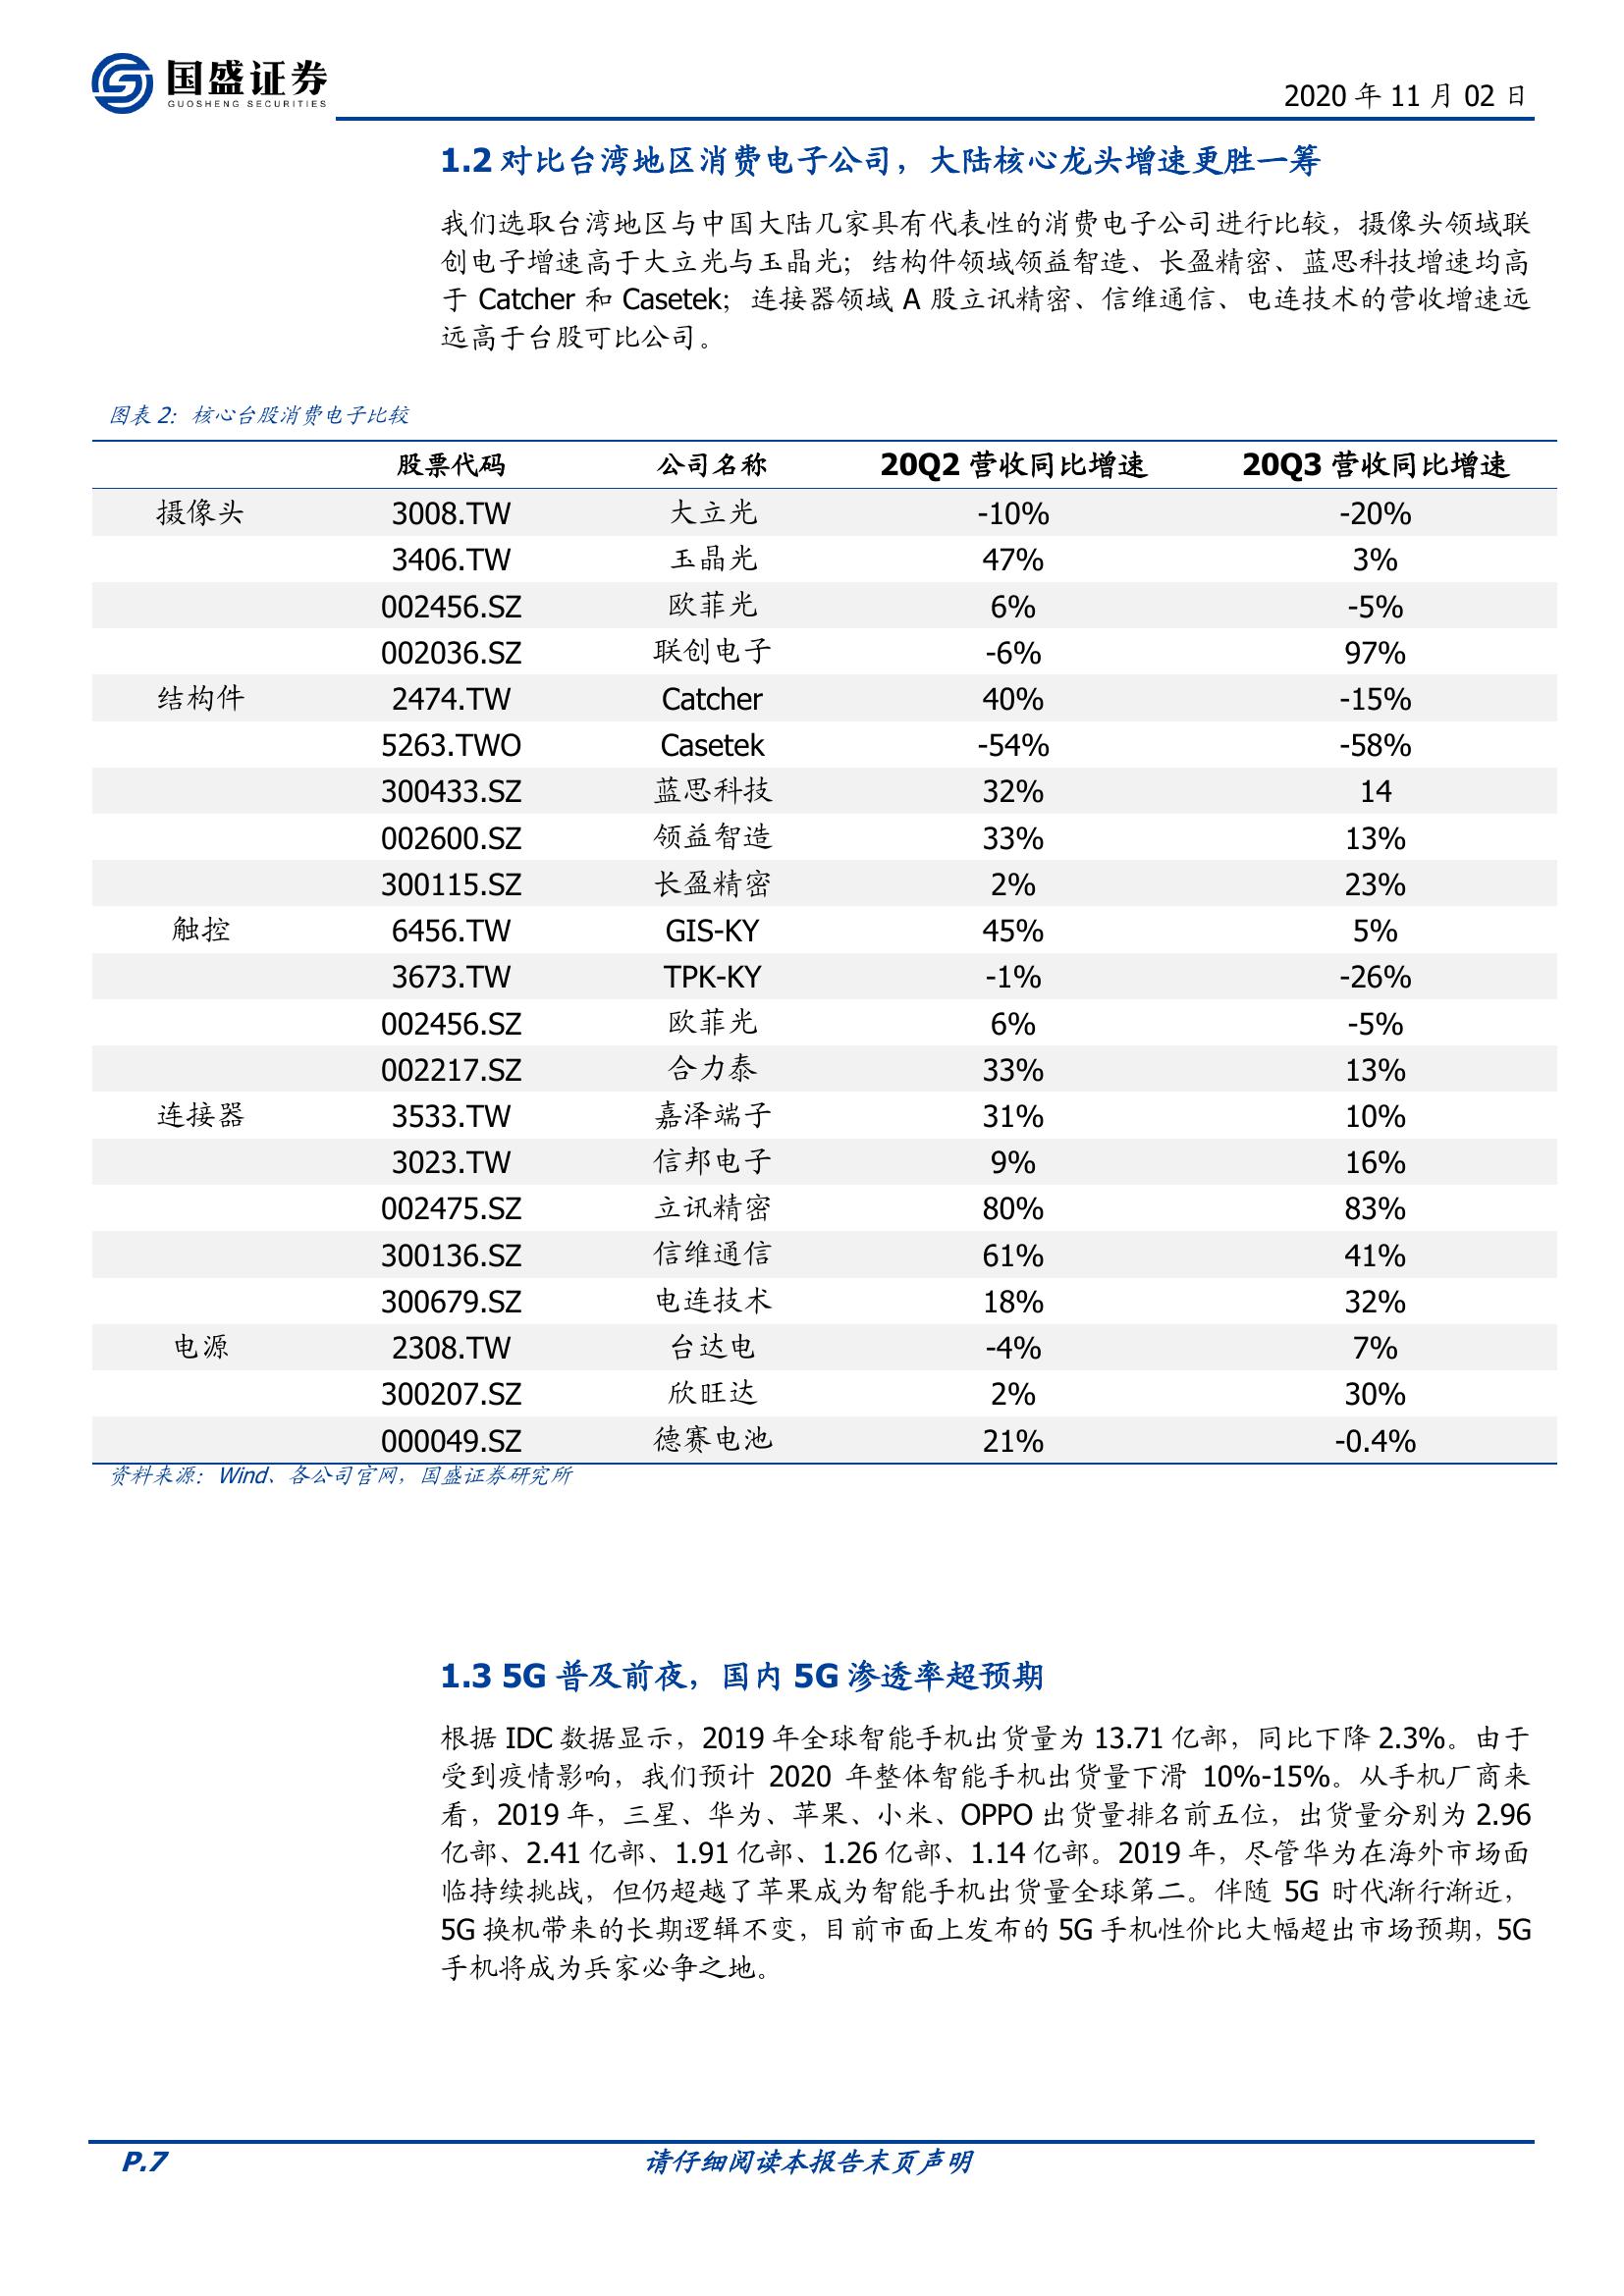 国盛证券
GUOSHENG SECURITIES
2020 年 11 月 02 日
1.2 对比台湾地区消费电子公司，大陆核心龙头增速更胜一筹
我们选取台湾地区与中国大陆几家具有代表性的消费电子公司进行比较，摄像头领域联
创电子增速高于大立光与玉晶光；结构件领域领益智造、长盈精密、蓝思科技增速均高
于 Catcher 和 Casetek；连接器领域 A 股立讯精密、信维通信、电连技术的营收增速远
远高于台股可比公司。
图表 2：核心台股消费电子比较
股票代码 公司名称 20Q2 营收同比增速 20Q3 营收同比增速
摄像头 3008.TW 大立光 -10% -20%
3406.TW 玉晶光 47% 3%
002456.SZ 欧菲光 6% -5%
002036.SZ 联创电子 -6% 97%
结构件 2474.TW Catcher 40% -15%
5263.TWO Casetek -54% -58%
300433.SZ 蓝思科技 32% 14
002600.SZ 领益智造 33% 13%
300115.SZ 长盈精密 2% 23%
触控 6456.TW GIS-KY 45% 5%
3673.TW TPK-KY -1% -26%
002456.SZ 欧菲光 6% -5%
002217.SZ 合力泰 33% 13%
连接器 3533.TW 嘉泽端子 31% 10%
3023.TW 信邦电子 9% 16%
002475.SZ 立讯精密 80% 83%
300136.SZ 信维通信 61% 41%
300679.SZ 电连技术 18% 32%
电源 2308.TW 台达电 -4% 7%
300207.SZ 欣旺达 2% 30%
000049.SZ 德赛电池 21% -0.4%
资料来源：Wind、各公司官网，国盛证券研究所
1.3 5G 普及前夜，国内 5G 渗透率超预期
根据 IDC 数据显示，2019 年全球智能手机出货量为 13.71 亿部，同比下降 2.3%。由于
受到疫情影响，我们预计 2020 年整体智能手机出货量下滑 10%-15%。从手机厂商来
看，2019 年，三星、华为、苹果、小米、OPPO 出货量排名前五位，出货量分别为 2.96
亿部、2.41 亿部、1.91 亿部、1.26 亿部、1.14 亿部。2019 年，尽管华为在海外市场面
临持续挑战，但仍超越了苹果成为智能手机出货量全球第二。伴随 5G 时代渐行渐近，
5G 换机带来的长期逻辑不变，目前市面上发布的 5G 手机性价比大幅超出市场预期，5G
手机将成为兵家必争之地。
P.7 请仔细阅读本报告末页声明